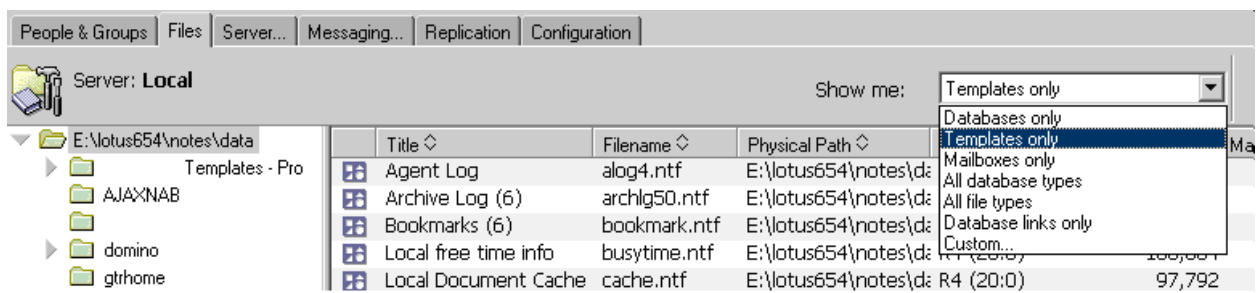 People & Groups Files Server... Messaging... Replication Configuration
Server: Local
Show me: Templates only
Databases only
Templates only
Mailboxes only
All database types
All file types
Database links only
Custom...
E:\lotus654\notes\data
Templates - Pro
AJAXNAB
domino
gtrhome
Title Filename Physical Path
Agent Log alog4.ntf E:\lotus654\notes\da
Archive Log (6) archlg50.ntf E:\lotus654\notes\da
Bookmarks (6) bookmark.ntf E:\lotus654\notes\da
Local free time info busytime.ntf E:\lotus654\notes\da
Local Document Cache cache.ntf E:\lotus654\notes\da R4 (20:0) 97,792